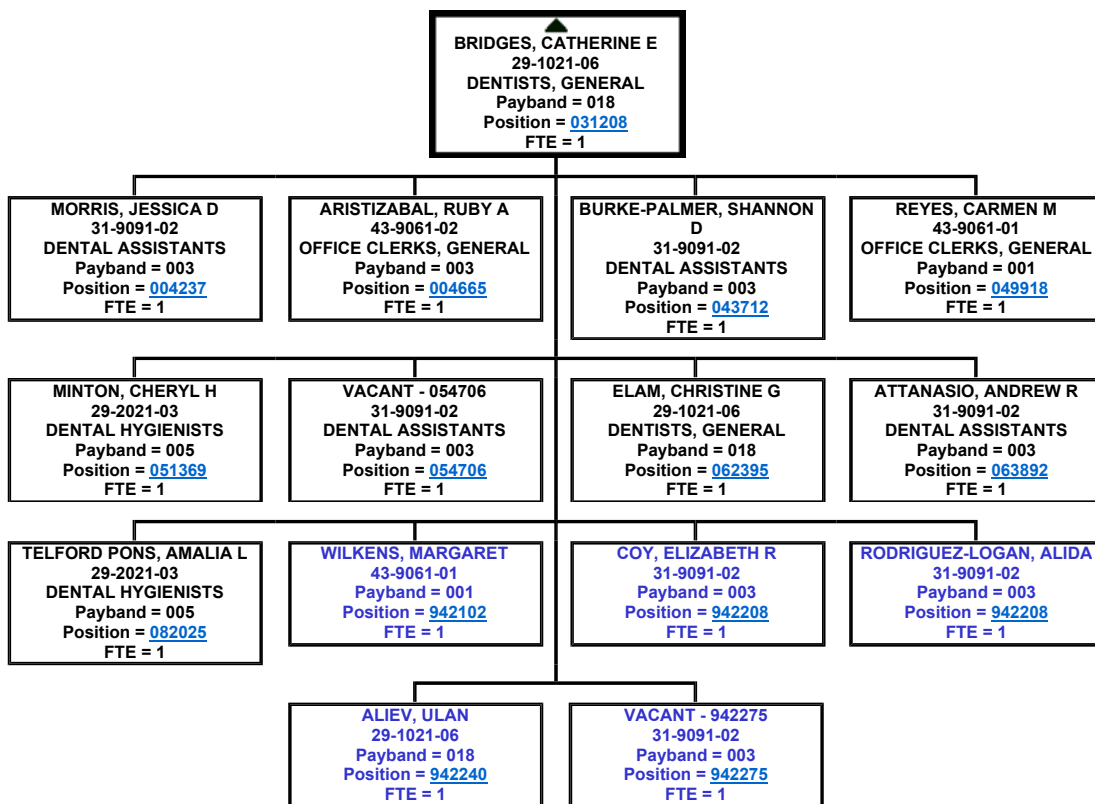 BRIDGES, CATHERINE E
29-1021-06
DENTISTS, GENERAL
Payband = 018
Position = 031208
FTE = 1
MORRIS, JESSICA D
31-9091-02
DENTAL ASSISTANTS
Payband = 003
Position = 004237
FTE = 1
ARISTIZABAL, RUBY A
43-9061-02
OFFICE CLERKS, GENERAL
Payband = 003
Position = 004665
FTE = 1
BURKE-PALMER, SHANNON
D
31-9091-02
DENTAL ASSISTANTS
Payband = 003
Position = 043712
FTE = 1
REYES, CARMEN M
43-9061-01
OFFICE CLERKS, GENERAL
Payband = 001
Position = 049918
FTE = 1
MINTON, CHERYL H
29-2021-03
DENTAL HYGIENISTS
Payband = 005
Position = 051369
FTE = 1
VACANT - 054706
31-9091-02
DENTAL ASSISTANTS
Payband = 003
Position = 054706
FTE = 1
ELAM, CHRISTINE G
29-1021-06
DENTISTS, GENERAL
Payband = 018
Position = 062395
FTE = 1
ATTANASIO, ANDREW R
31-9091-02
DENTAL ASSISTANTS
Payband = 003
Position = 063892
FTE = 1
TELFORD PONS, AMALIA L
29-2021-03
DENTAL HYGIENISTS
Payband = 005
Position = 082025
FTE = 1
WILKENS, MARGARET
43-9061-01
Payband = 001
Position = 942102
FTE = 1
COY, ELIZABETH R
31-9091-02
Payband = 003
Position = 942208
FTE = 1
RODRIGUEZ-LOGAN, ALIDA
31-9091-02
Payband = 003
Position = 942208
FTE = 1
ALIEV, ULAN
29-1021-06
Payband = 018
Position = 942240
FTE = 1
VACANT - 942275
31-9091-02
Payband = 003
Position = 942275
FTE = 1